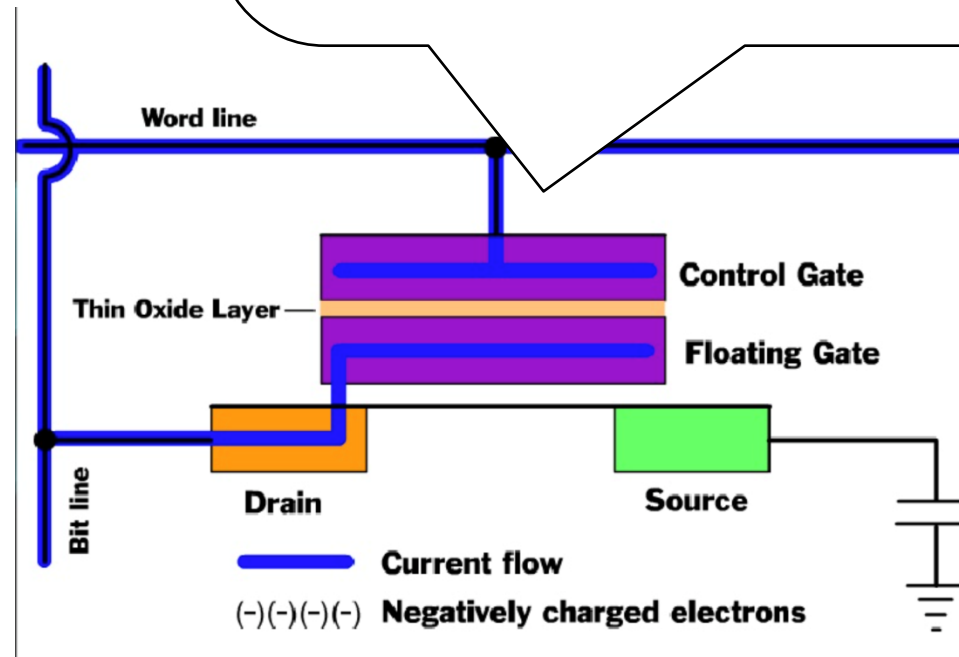 Word line
Control Gate
Thin Oxide Layer
Floating Gate
Drain
Source
Bit line
Current flow
(-)(-)(-)(-) Negatively charged electrons